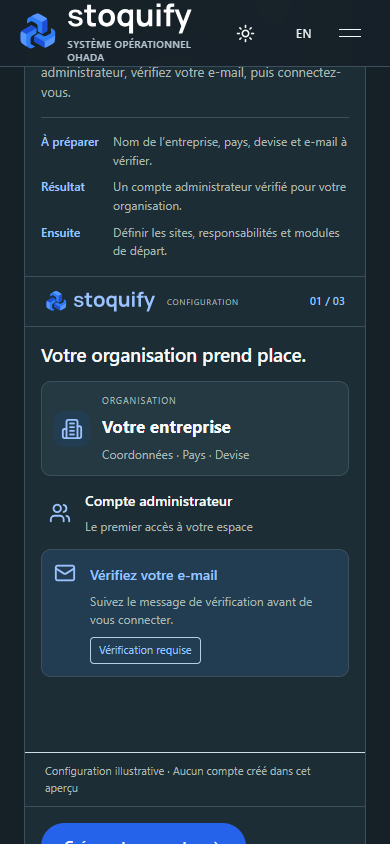 stoquify
SYSTÈME OPÉRATIONNEL
OHADA
EN
administrateur, vérifiez votre e-mail, puis connectez-
vous.
À préparer Nom de l’entreprise, pays, devise et e-mail à
vérifier.
Résultat Un compte administrateur vérifié pour votre
organisation.
Ensuite Définir les sites, responsabilités et modules
de départ.
stoquify CONFIGURATION 01 / 03
Votre organisation prend place.
ORGANISATION
Votre entreprise
Coordonnées · Pays · Devise
Compte administrateur
Le premier accès à votre espace
Vérifiez votre e-mail
Suivez le message de vérification avant de
vous connecter.
Vérification requise
Configuration illustrative · Aucun compte créé dans cet
aperçu